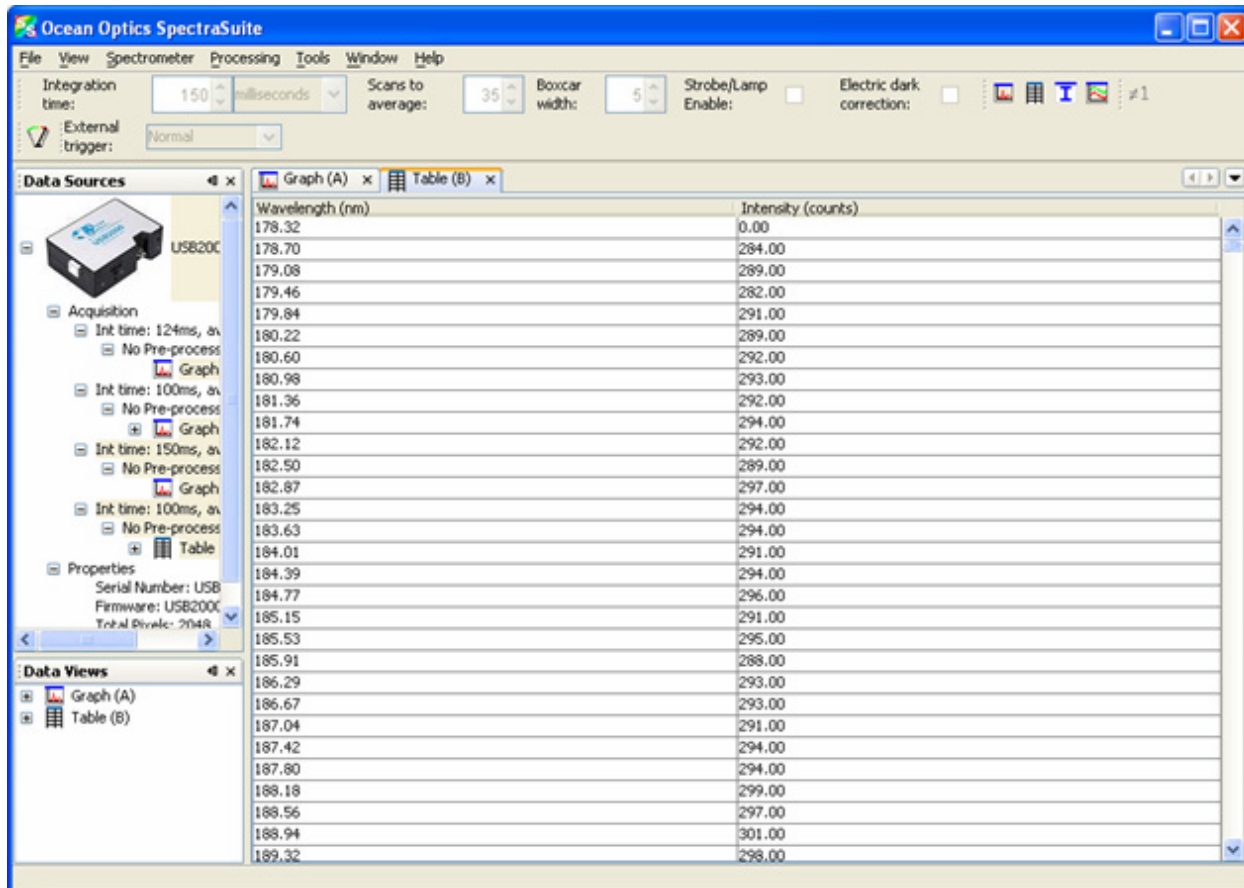 Ocean Optics SpectraSuite
File View Spectrometer Processing Tools Window Help
Integration time: 150 milliseconds Scans to average: 35 Boxcar width: 5 Strobe/Lamp Enable: Electric dark correction: ≠1
External trigger: Normal
Data Sources
USB200
Acquisition
Int time: 124ms, av
No Pre-process
Graph
Int time: 100ms, av
No Pre-process
Graph
Int time: 150ms, av
No Pre-process
Graph
Int time: 100ms, av
No Pre-process
Table
Properties
Serial Number: USB
Firmware: USB2000
Total Pixels: 2048
Data Views
Graph (A)
Table (B)
Graph (A) Table (B)
Wavelength (nm) Intensity (counts)
178.32 0.00
178.70 284.00
179.08 289.00
179.46 282.00
179.84 291.00
180.22 289.00
180.60 292.00
180.98 293.00
181.36 292.00
181.74 294.00
182.12 292.00
182.50 289.00
182.87 297.00
183.25 294.00
183.63 294.00
184.01 291.00
184.39 294.00
184.77 296.00
185.15 291.00
185.53 295.00
185.91 288.00
186.29 293.00
186.67 293.00
187.04 291.00
187.42 294.00
187.80 294.00
188.18 299.00
188.56 297.00
188.94 301.00
189.32 298.00